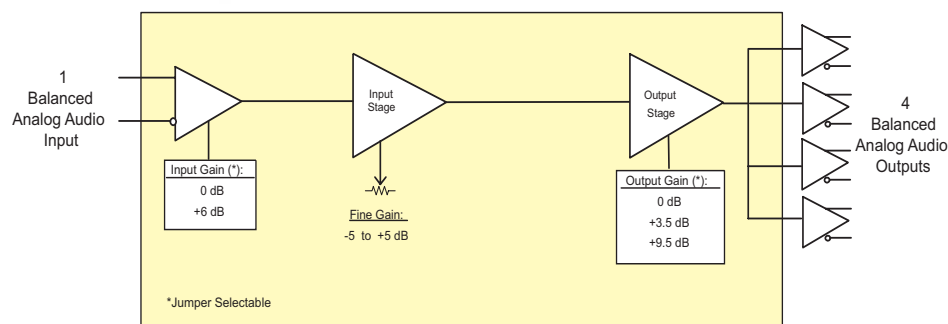 1
Balanced
Analog Audio
Input
Input Gain (*):
0 dB
+6 dB
Input
Stage
Fine Gain:
-5 to +5 dB
Output
Stage
Output Gain (*):
0 dB
+3.5 dB
+9.5 dB
4
Balanced
Analog Audio
Outputs
*Jumper Selectable